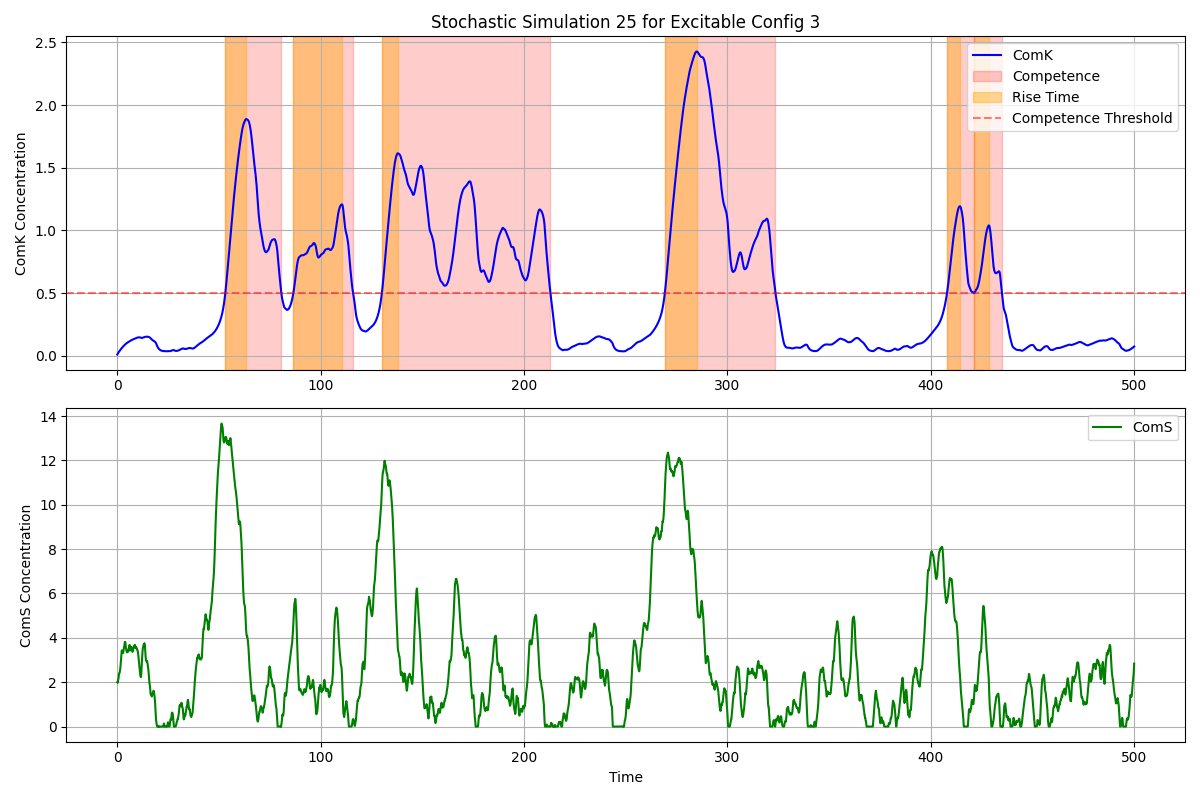 Stochastic Simulation 25 for Excitable Config 3
ComK Concentration
2.5
2.0
1.5
1.0
0.5
0.0
ComK
Competence
Rise Time
Competence Threshold
0 100 200 300 400 500
ComS Concentration
14
12
10
8
6
4
2
0
ComS
0 100 200 300 400 500
Time